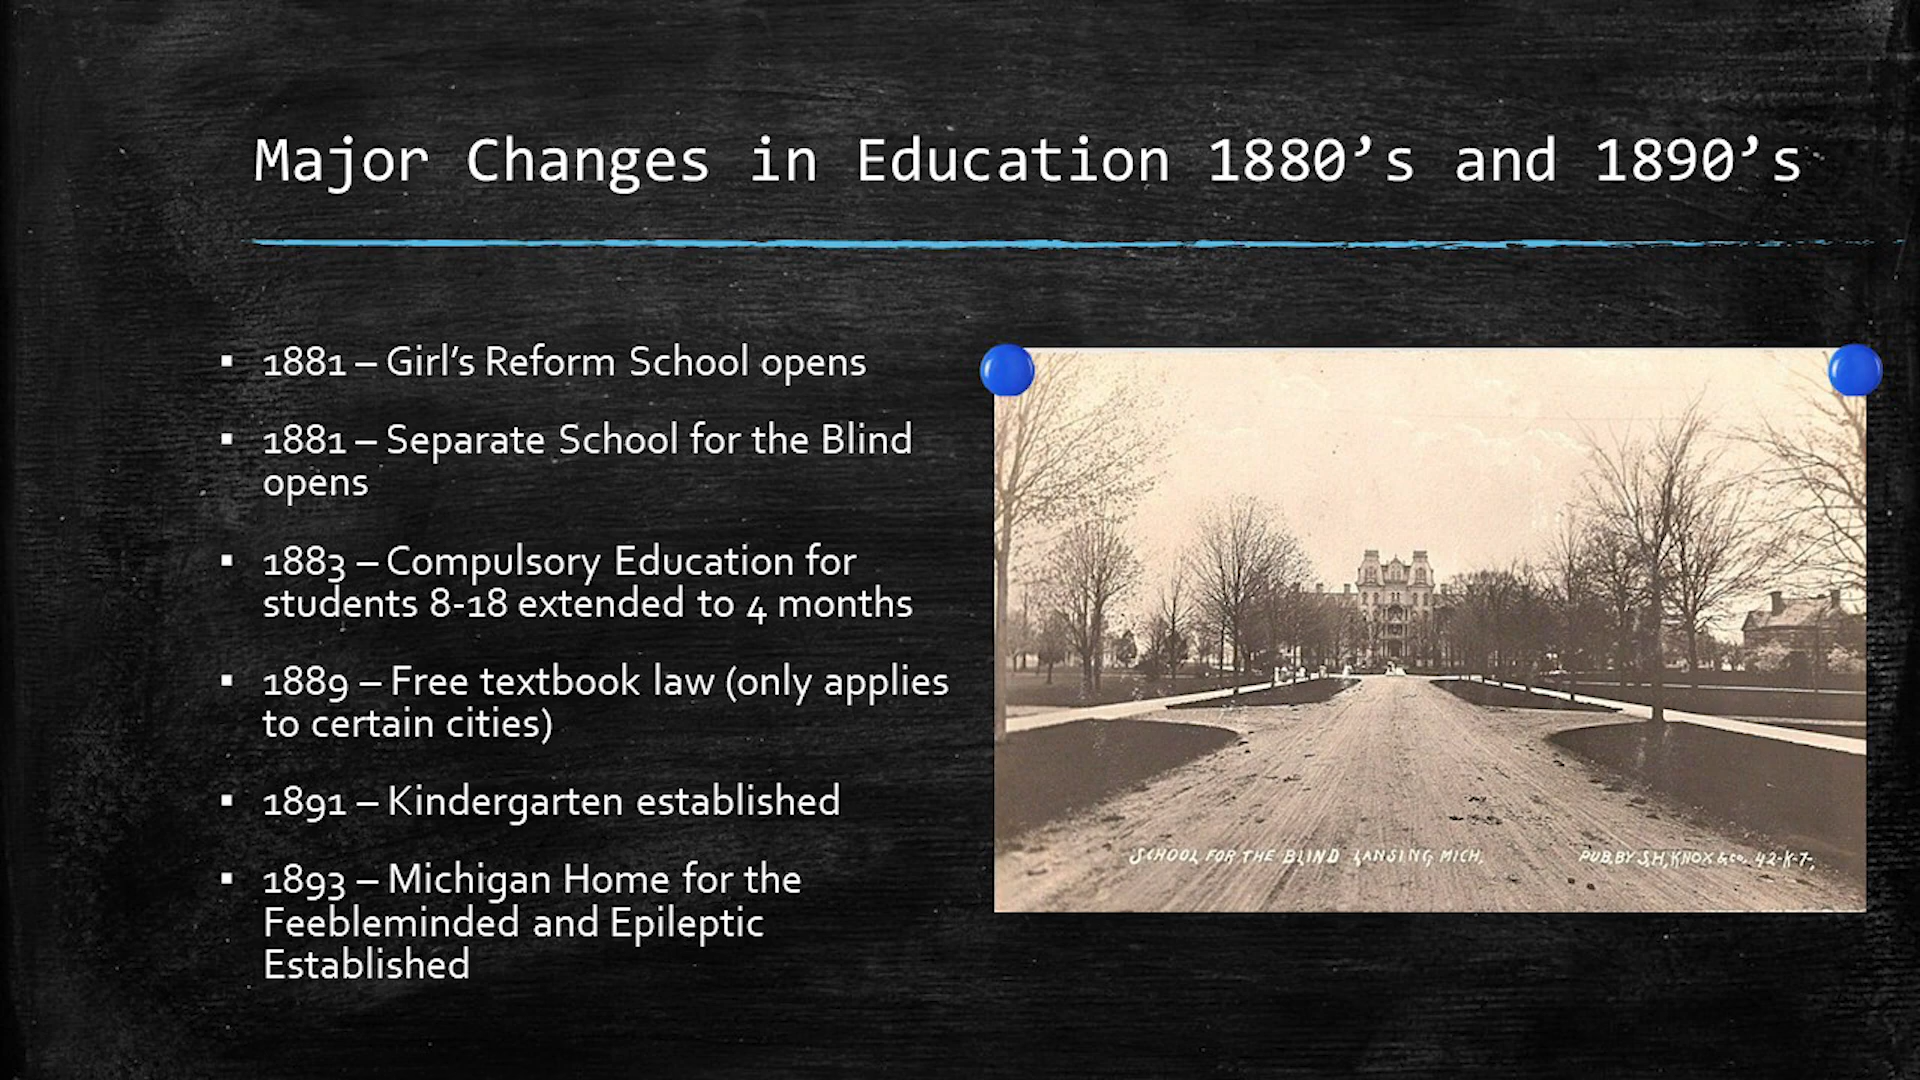 Major Changes in Education 1880’s and 1890’s
▪ 1881 – Girl’s Reform School opens
▪ 1881 – Separate School for the Blind
opens
▪ 1883 – Compulsory Education for
students 8-18 extended to 4 months
▪ 1889 – Free textbook law (only applies
to certain cities)
▪ 1891 – Kindergarten established
▪ 1893 – Michigan Home for the
Feebleminded and Epileptic
Established
SCHOOL FOR THE BLIND LANSING, MICH,
PUB. BY S.H, KNOX & Co. 42-K-7-,